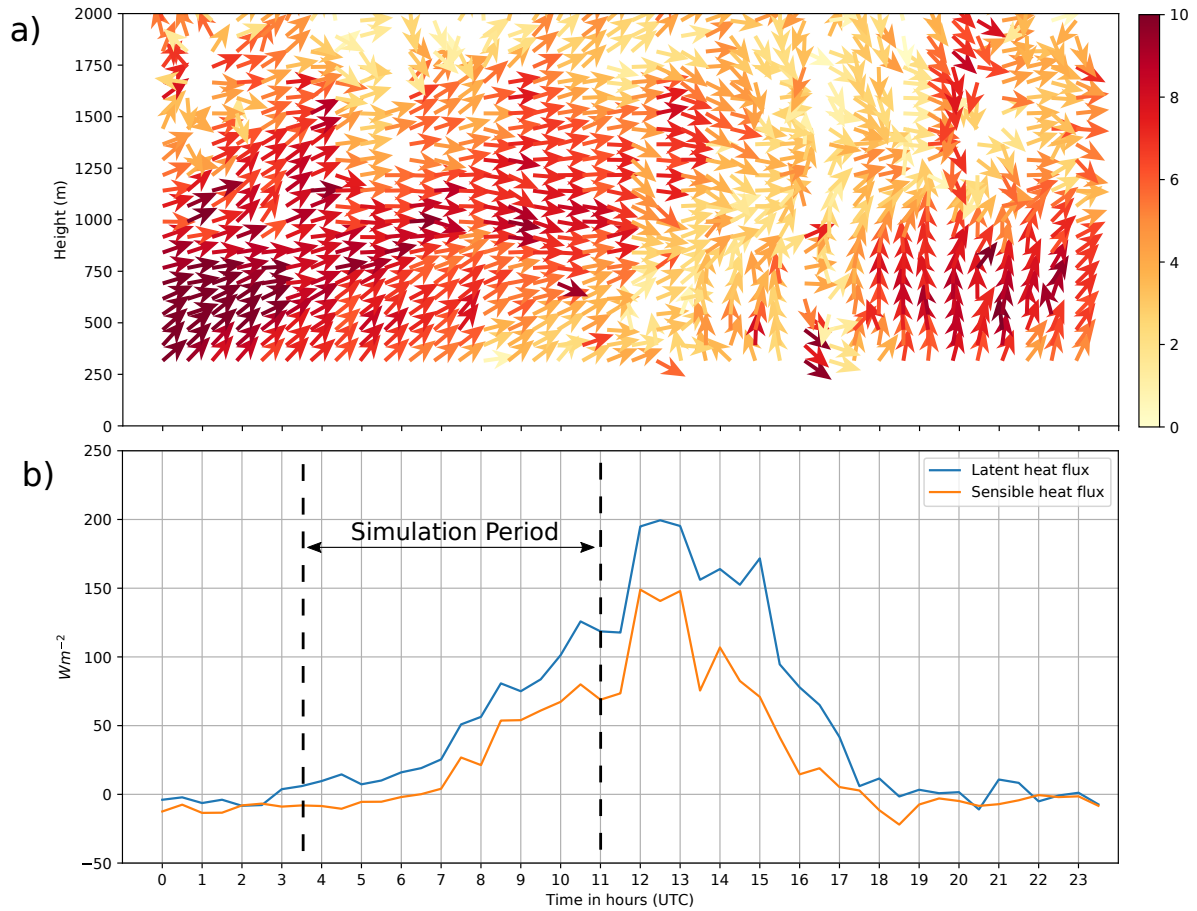 a)
2000
1750
1500
1250
1000
750
500
250
0
Height (m)
10
8
6
4
2
0
b)
250
200
150
100
50
0
−50
Wm⁻²
Latent heat flux
Sensible heat flux
Simulation Period
0 1 2 3 4 5 6 7 8 9 10 11 12 13 14 15 16 17 18 19 20 21 22 23
Time in hours (UTC)